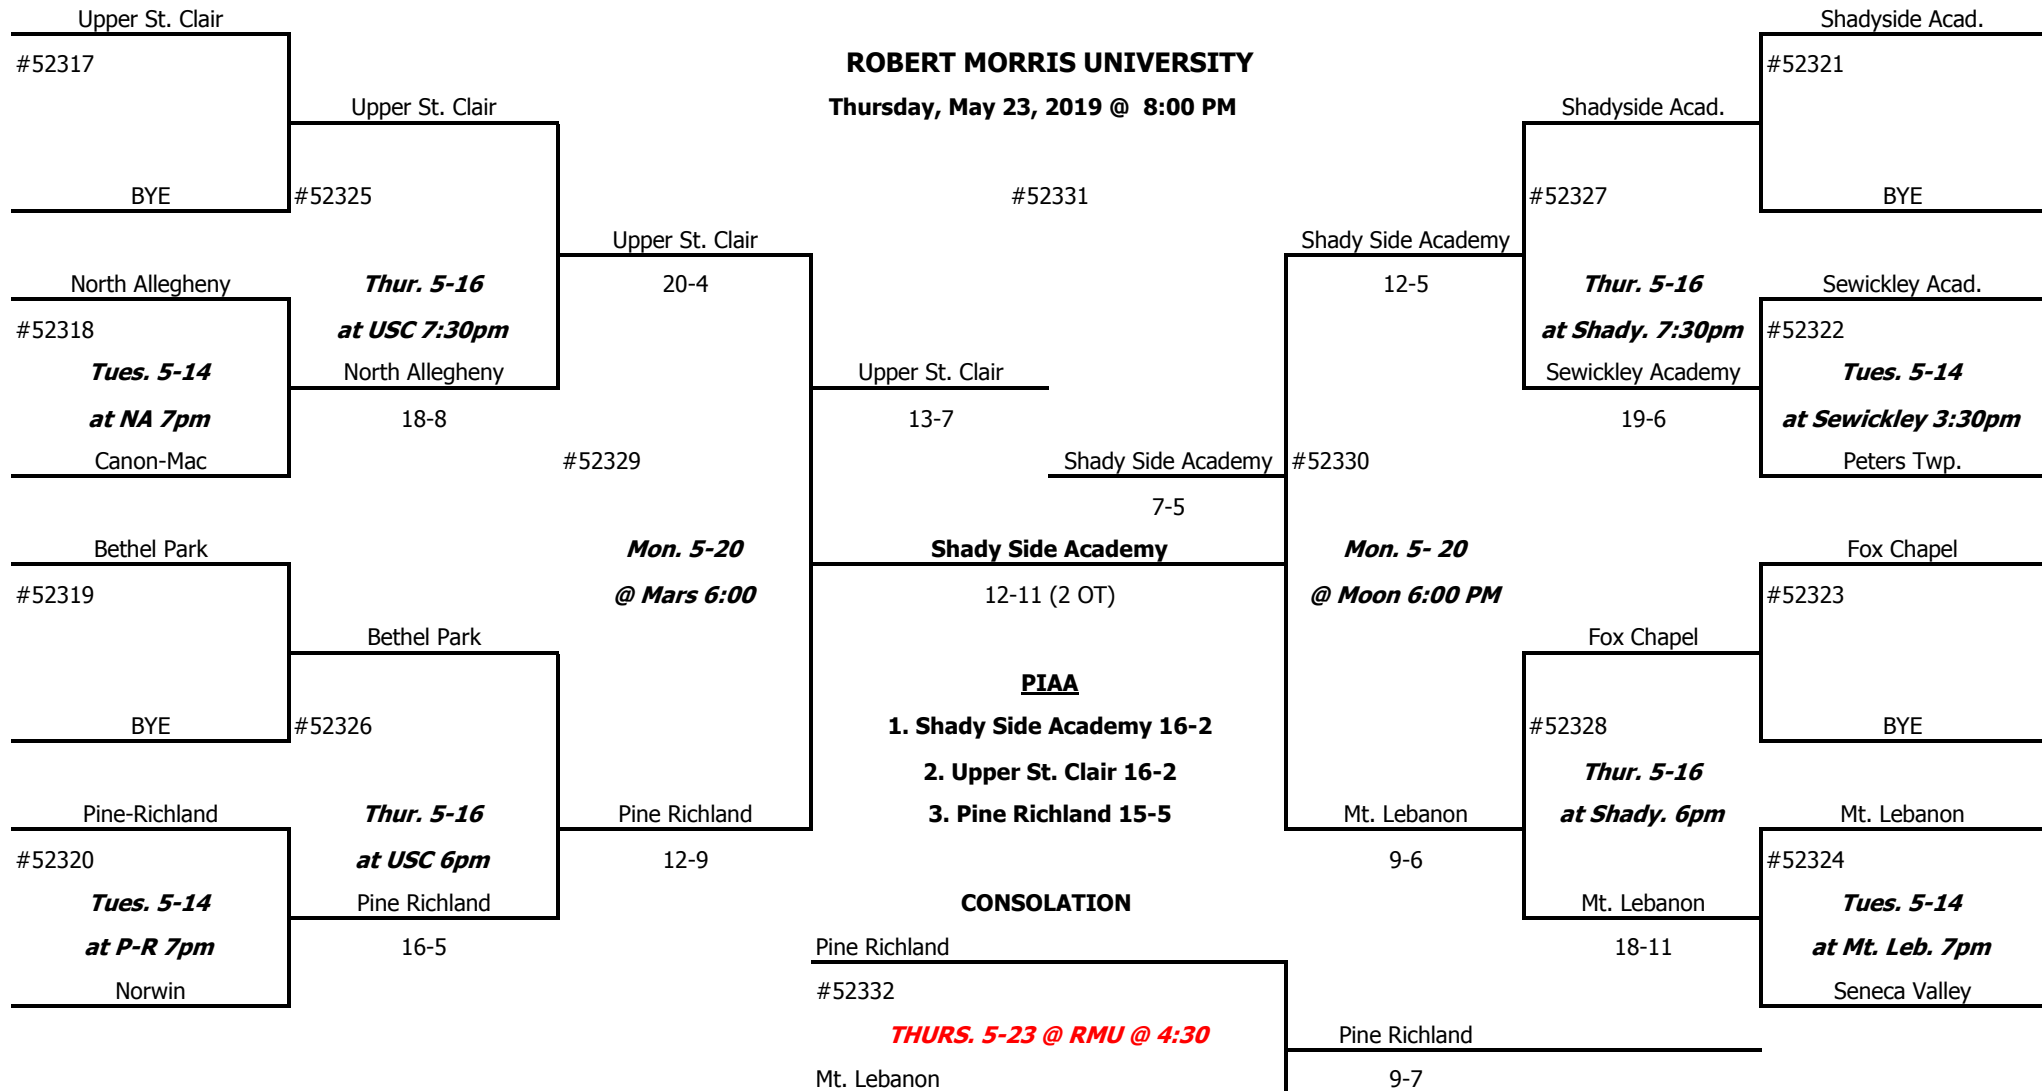 Upper St. Clair
Shadyside Acad.
#52317
ROBERT MORRIS UNIVERSITY
#52321
Upper St. Clair
Thursday, May 23, 2019 @ 8:00 PM
Shadyside Acad.
BYE
#52325
#52331
#52327
BYE
Upper St. Clair
Shady Side Academy
North Allegheny
Thur. 5-16
20-4
12-5
Thur. 5-16
Sewickley Acad.
#52318
at USC 7:30pm
at Shady. 7:30pm
#52322
Tues. 5-14
North Allegheny
Upper St. Clair
Sewickley Academy
Tues. 5-14
at NA 7pm
18-8
13-7
19-6
at Sewickley 3:30pm
Canon-Mac
#52329
Shady Side Academy
#52330
Peters Twp.
7-5
Bethel Park
Mon. 5-20
Shady Side Academy
Mon. 5- 20
Fox Chapel
#52319
@ Mars 6:00
12-11 (2 OT)
@ Moon 6:00 PM
#52323
Bethel Park
Fox Chapel
PIAA
BYE
#52326
1. Shady Side Academy 16-2
#52328
BYE
2. Upper St. Clair 16-2
Thur. 5-16
Pine-Richland
Thur. 5-16
Pine Richland
3. Pine Richland 15-5
Mt. Lebanon
at Shady. 6pm
Mt. Lebanon
#52320
at USC 6pm
12-9
9-6
#52324
Tues. 5-14
Pine Richland
CONSOLATION
Mt. Lebanon
Tues. 5-14
at P-R 7pm
16-5
Pine Richland
18-11
at Mt. Leb. 7pm
Norwin
#52332
Seneca Valley
THURS. 5-23 @ RMU @ 4:30
Pine Richland
Mt. Lebanon
9-7